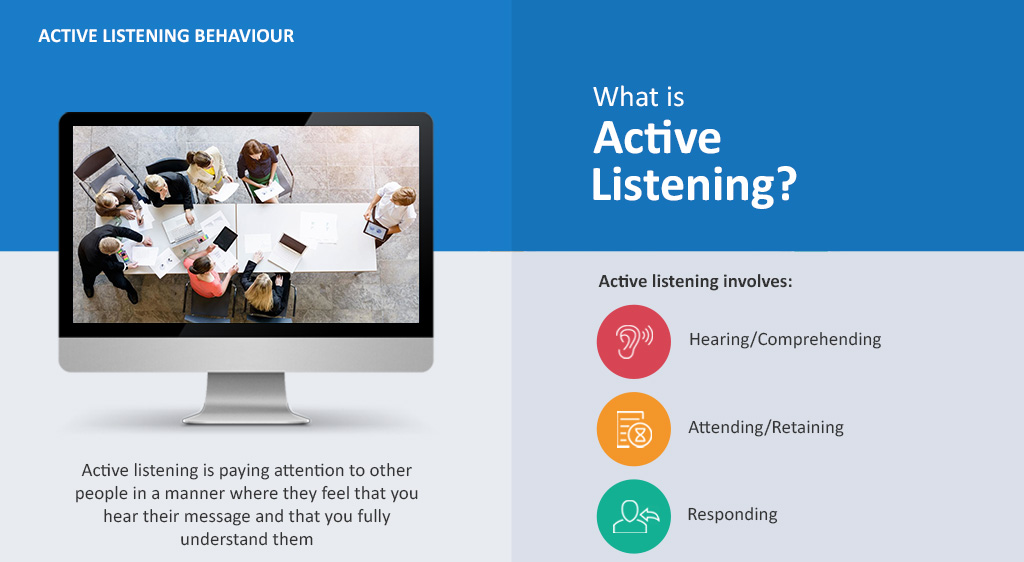 ACTIVE LISTENING BEHAVIOUR
What is
Active
Listening?
Active listening is paying attention to other
people in a manner where they feel that you
hear their message and that you fully
understand them
Active listening involves:
Hearing/Comprehending
Attending/Retaining
Responding